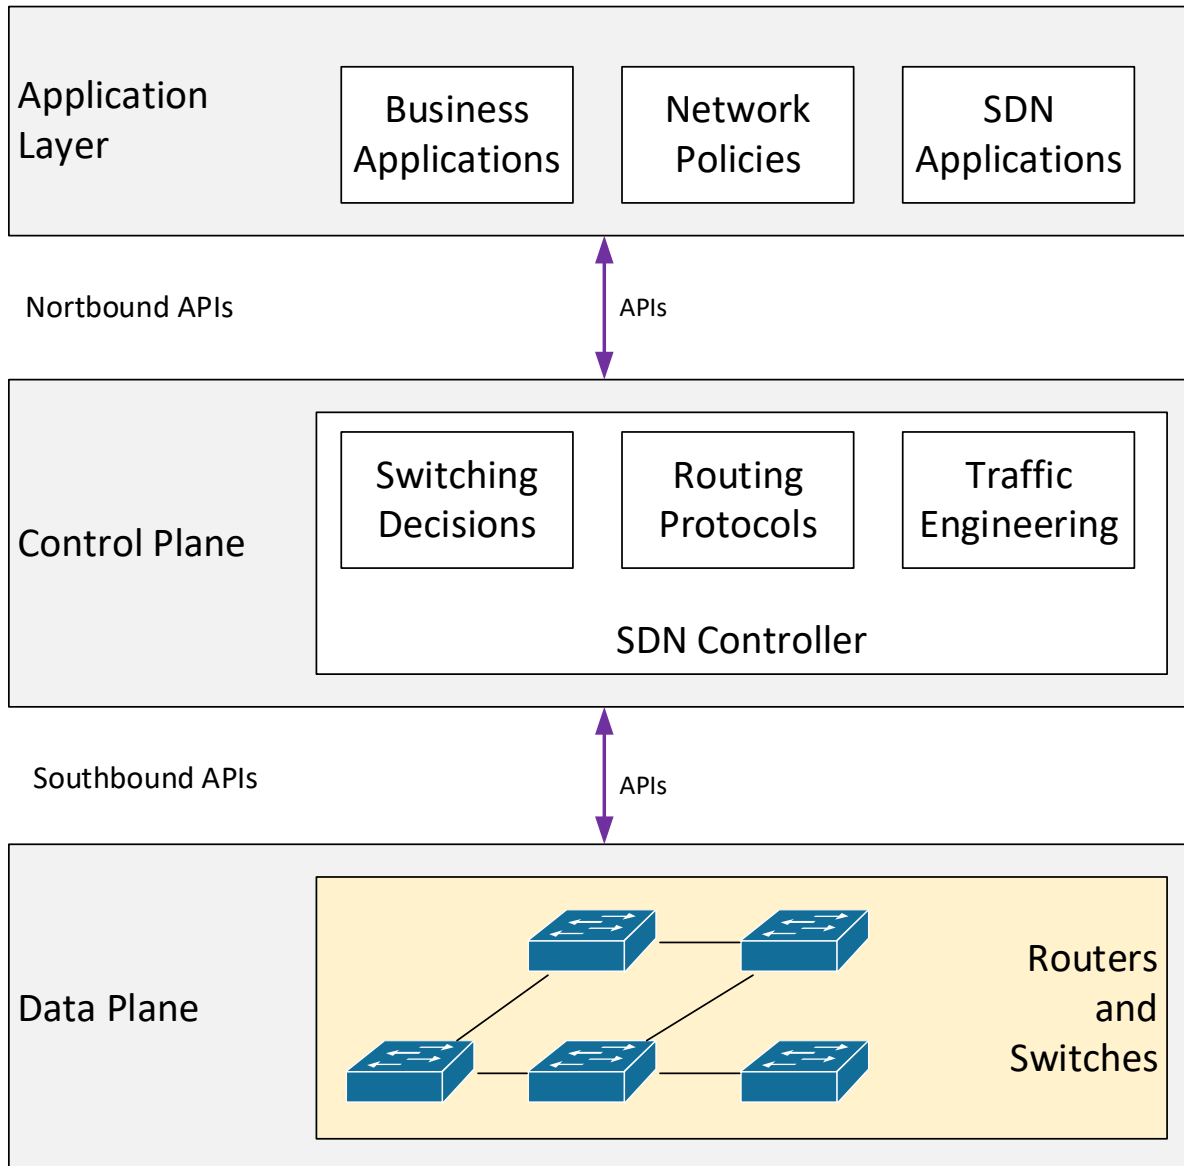 Application
Layer
Business
Applications
Network
Policies
SDN
Applications
Nortbound APIs
APIs
Control Plane
Switching
Decisions
Routing
Protocols
Traffic
Engineering
SDN Controller
Southbound APIs
APIs
Data Plane
Routers
and
Switches